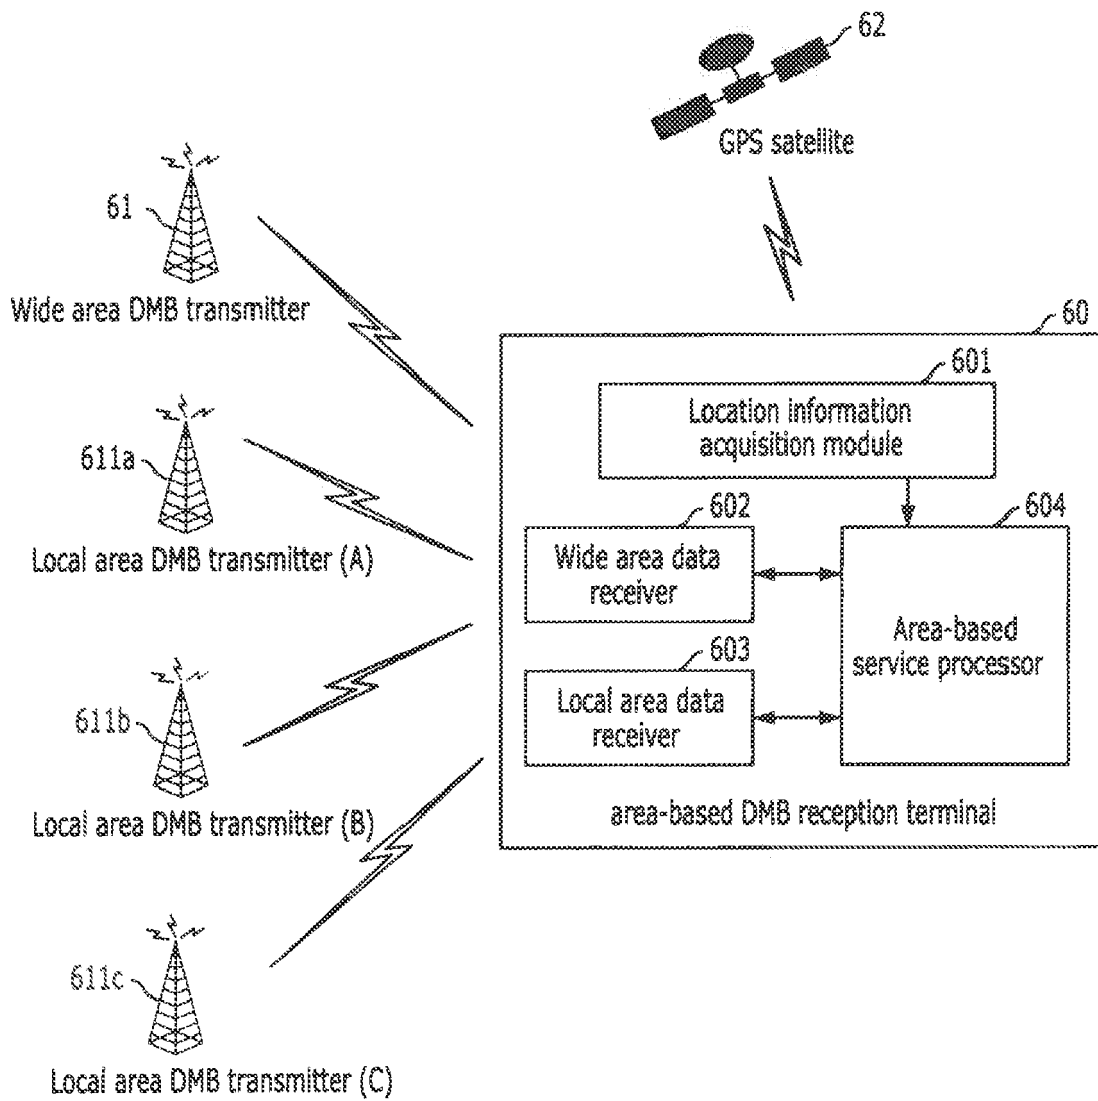 62
GPS satellite
61
Wide area DMB transmitter
60
601
Location information
acquisition module
611a
Local area DMB transmitter (A)
602
604
Wide area data
receiver
Area-based
service processor
603
Local area data
receiver
611b
Local area DMB transmitter (B)
area-based DMB reception terminal
611c
Local area DMB transmitter (C)